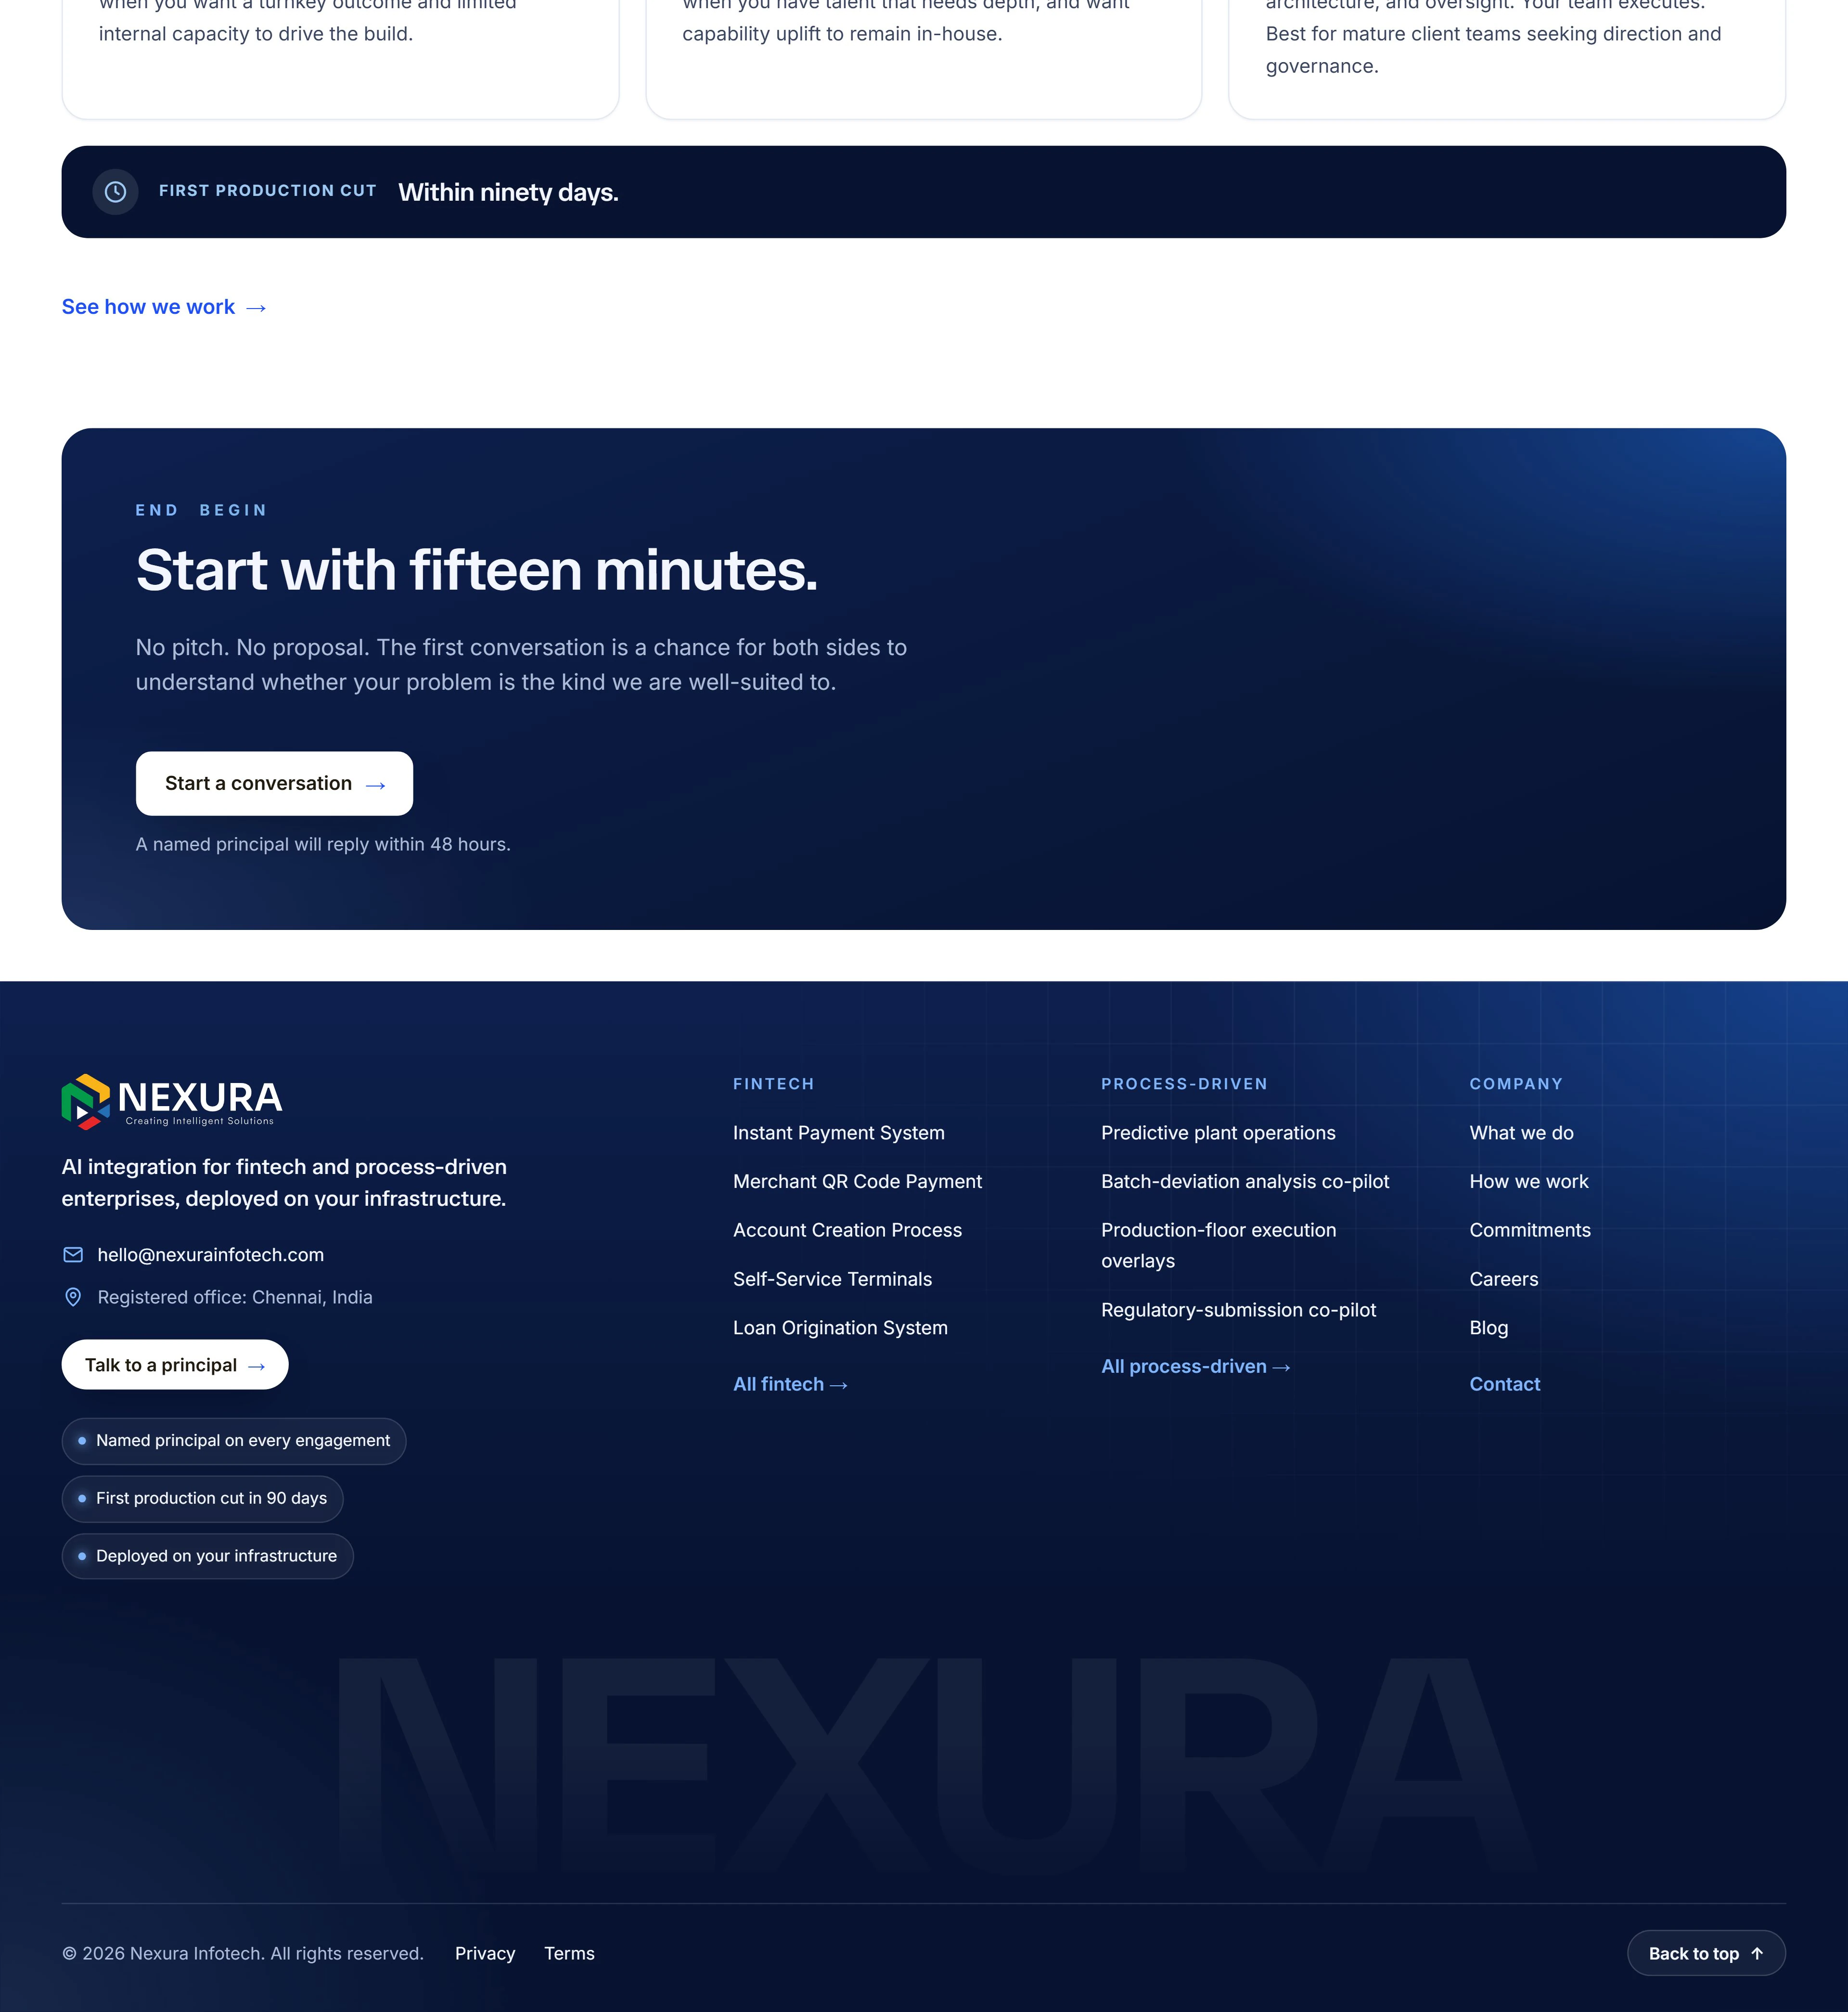 when you want a turnkey outcome and limited
internal capacity to drive the build.
when you have talent that needs depth, and want
capability uplift to remain in-house.
architecture, and oversight. Your team executes.
Best for mature client teams seeking direction and
governance.
FIRST PRODUCTION CUT Within ninety days.
See how we work →
END BEGIN
Start with fifteen minutes.
No pitch. No proposal. The first conversation is a chance for both sides to
understand whether your problem is the kind we are well-suited to.
Start a conversation →
A named principal will reply within 48 hours.
NEXURA
Creating Intelligent Solutions
AI integration for fintech and process-driven
enterprises, deployed on your infrastructure.
hello@nexurainfotech.com
Registered office: Chennai, India
Talk to a principal →
Named principal on every engagement
First production cut in 90 days
Deployed on your infrastructure
FINTECH
Instant Payment System
Merchant QR Code Payment
Account Creation Process
Self-Service Terminals
Loan Origination System
All fintech →
PROCESS-DRIVEN
Predictive plant operations
Batch-deviation analysis co-pilot
Production-floor execution
overlays
Regulatory-submission co-pilot
All process-driven →
COMPANY
What we do
How we work
Commitments
Careers
Blog
Contact
NEXURA
© 2026 Nexura Infotech. All rights reserved. Privacy Terms
Back to top ↑